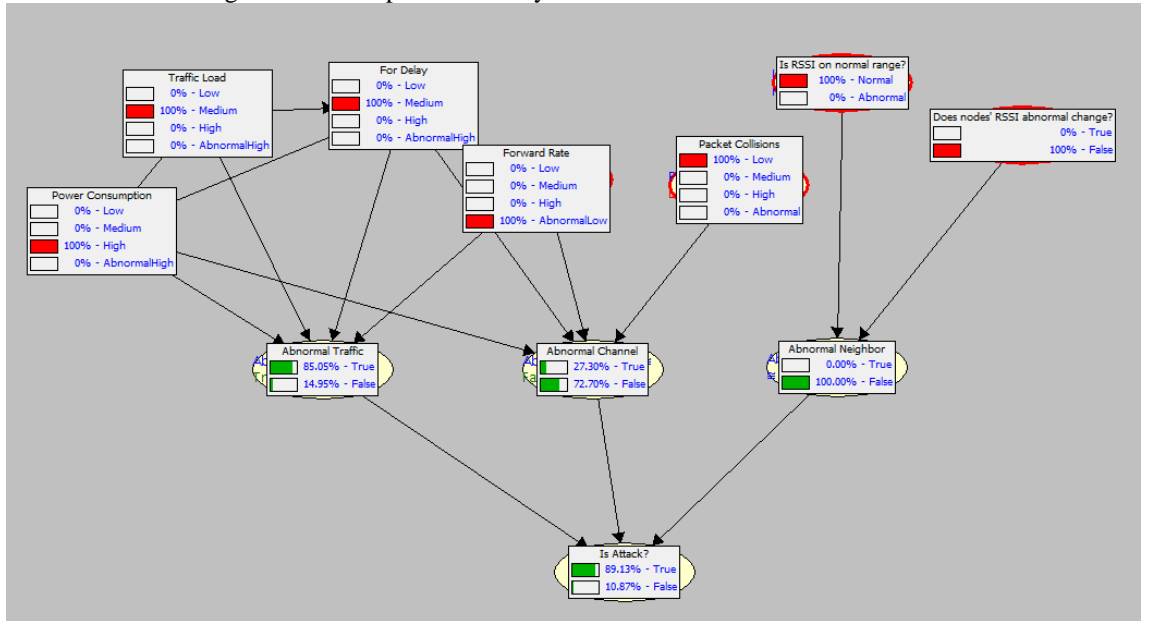 Traffic Load
0% - Low
100% - Medium
0% - High
0% - AbnormalHigh
For Delay
0% - Low
100% - Medium
0% - High
0% - AbnormalHigh
Is RSSI on normal range?
100% - Normal
0% - Abnormal
Does nodes' RSSI abnormal change?
0% - True
100% - False
Forward Rate
0% - Low
0% - Medium
0% - High
100% - AbnormalLow
Packet Collisions
100% - Low
0% - Medium
0% - High
0% - Abnormal
Power Consumption
0% - Low
0% - Medium
100% - High
0% - AbnormalHigh
Abnormal Traffic
85.05% - True
14.95% - False
Abnormal Channel
27.30% - True
72.70% - False
Abnormal Neighbor
0.00% - True
100.00% - False
Is Attack?
89.13% - True
10.87% - False